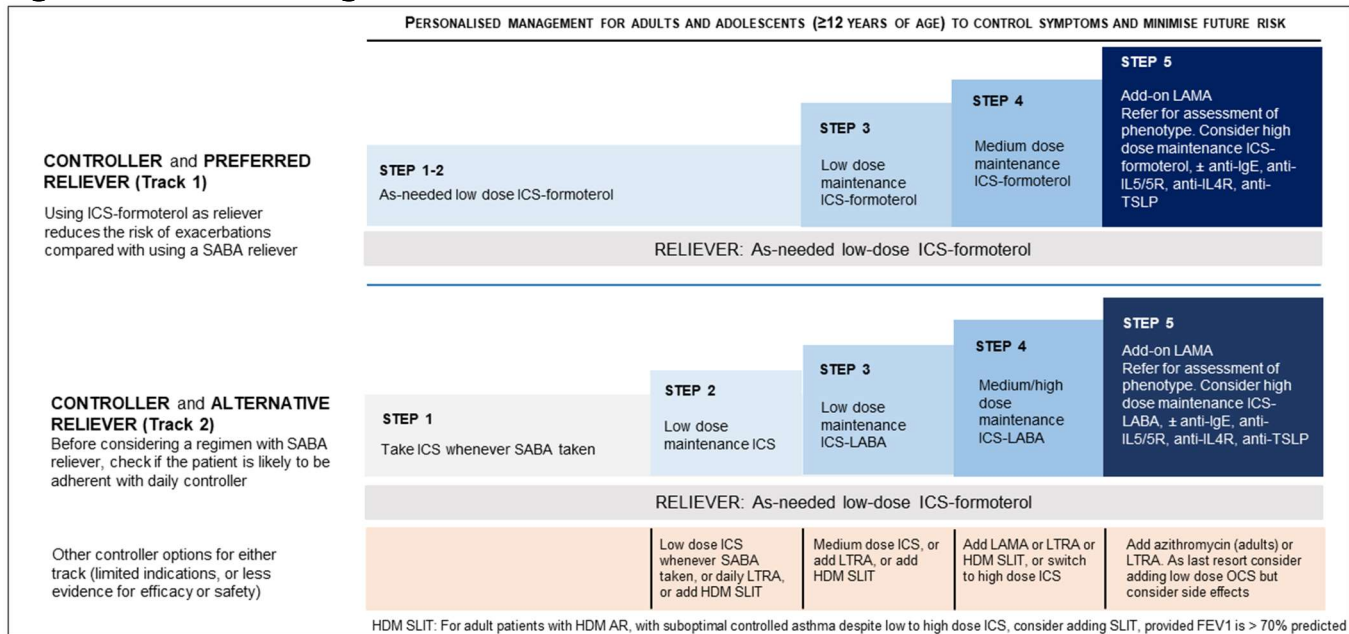 PERSONALISED MANAGEMENT FOR ADULTS AND ADOLESCENTS (≥12 YEARS OF AGE) TO CONTROL SYMPTOMS AND MINIMISE FUTURE RISK
CONTROLLER and PREFERRED
RELIEVER (Track 1)
Using ICS-formoterol as reliever
reduces the risk of exacerbations
compared with using a SABA reliever
STEP 1-2
As-needed low dose ICS-formoterol
STEP 3
Low dose
maintenance
ICS-formoterol
STEP 4
Medium dose
maintenance
ICS-formoterol
STEP 5
Add-on LAMA
Refer for assessment of
phenotype. Consider high
dose maintenance ICS-
formoterol, ± anti-IgE, anti-
IL5/5R, anti-IL4R, anti-
TSLP
RELIEVER: As-needed low-dose ICS-formoterol
CONTROLLER and ALTERNATIVE
RELIEVER (Track 2)
Before considering a regimen with SABA
reliever, check if the patient is likely to be
adherent with daily controller
STEP 1
Take ICS whenever SABA taken
STEP 2
Low dose
maintenance ICS
STEP 3
Low dose
maintenance
ICS-LABA
STEP 4
Medium/high
dose
maintenance
ICS-LABA
STEP 5
Add-on LAMA
Refer for assessment of
phenotype. Consider high
dose maintenance ICS-
LABA, ± anti-IgE, anti-
IL5/5R, anti-IL4R, anti-TSLP
RELIEVER: As-needed low-dose ICS-formoterol
Other controller options for either
track (limited indications, or less
evidence for efficacy or safety)
Low dose ICS
whenever SABA
taken, or daily LTRA,
or add HDM SLIT
Medium dose ICS, or
add LTRA, or add
HDM SLIT
Add LAMA or LTRA or
HDM SLIT, or switch
to high dose ICS
Add azithromycin (adults) or
LTRA. As last resort consider
adding low dose OCS but
consider side effects
HDM SLIT: For adult patients with HDM AR, with suboptimal controlled asthma despite low to high dose ICS, consider adding SLIT, provided FEV1 is > 70% predicted